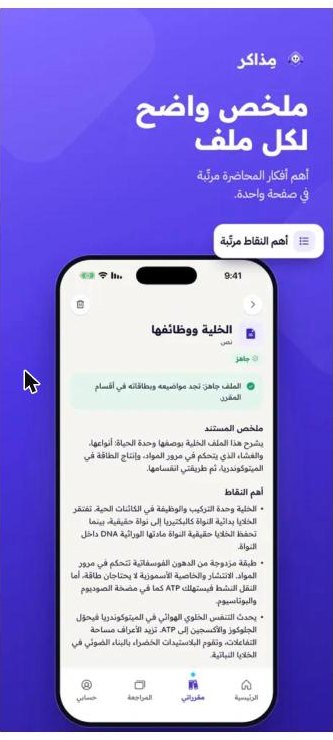 مِذاكر
ملخص واضح
لكل ملف
أهم أفكار المحاضرة مرتّبة
في صفحة واحدة.
أهم النقاط مرتّبة
9:41
الخلية ووظائفها
نص
جاهز
الملف جاهز: تجد مواضيعه وبطاقاته في أقسام
المقرر.
ملخص المستند
يشرح هذا الملف الخلية بوصفها وحدة الحياة: أنواعها،
والغشاء الذي يتحكم في مرور المواد، وإنتاج الطاقة في
الميتوكوندريا، ثم طريقتي انقسامها.
أهم النقاط
• الخلية وحدة التركيب والوظيفة في الكائنات الحية. تفتقر
الخلايا بدائية النواة كالبكتيريا إلى نواة حقيقية، بينما
تحفظ الخلايا حقيقية النواة مادتها الوراثية DNA داخل
النواة.
• طبقة مزدوجة من الدهون الفوسفاتية تتحكم في مرور
المواد. الانتشار والخاصية الأسموزية لا يحتاجان طاقة، أما
النقل النشط فيستهلك ATP كما في مضخة الصوديوم
والبوتاسيوم.
• يحدث التنفس الخلوي الهوائي في الميتوكوندريا فيحوّل
الجلوكوز والأكسجين إلى ATP. تزيد الأعراف مساحة
التفاعلات، وتقوم البلاستيدات الخضراء بالبناء الضوئي في
الخلايا النباتية.
الرئيسية
مقرراتي
المراجعة
حسابي